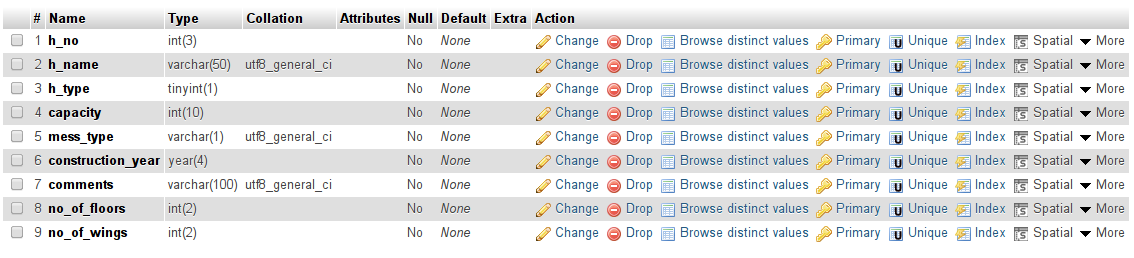 # Name Type Collation Attributes Null Default Extra Action
1 h_no int(3) No None Change Drop Browse distinct values Primary Unique Index Spatial More
2 h_name varchar(50) utf8_general_ci No None Change Drop Browse distinct values Primary Unique Index Spatial More
3 h_type tinyint(1) No None Change Drop Browse distinct values Primary Unique Index Spatial More
4 capacity int(10) No None Change Drop Browse distinct values Primary Unique Index Spatial More
5 mess_type varchar(1) utf8_general_ci No None Change Drop Browse distinct values Primary Unique Index Spatial More
6 construction_year year(4) No None Change Drop Browse distinct values Primary Unique Index Spatial More
7 comments varchar(100) utf8_general_ci No None Change Drop Browse distinct values Primary Unique Index Spatial More
8 no_of_floors int(2) No None Change Drop Browse distinct values Primary Unique Index Spatial More
9 no_of_wings int(2) No None Change Drop Browse distinct values Primary Unique Index Spatial More